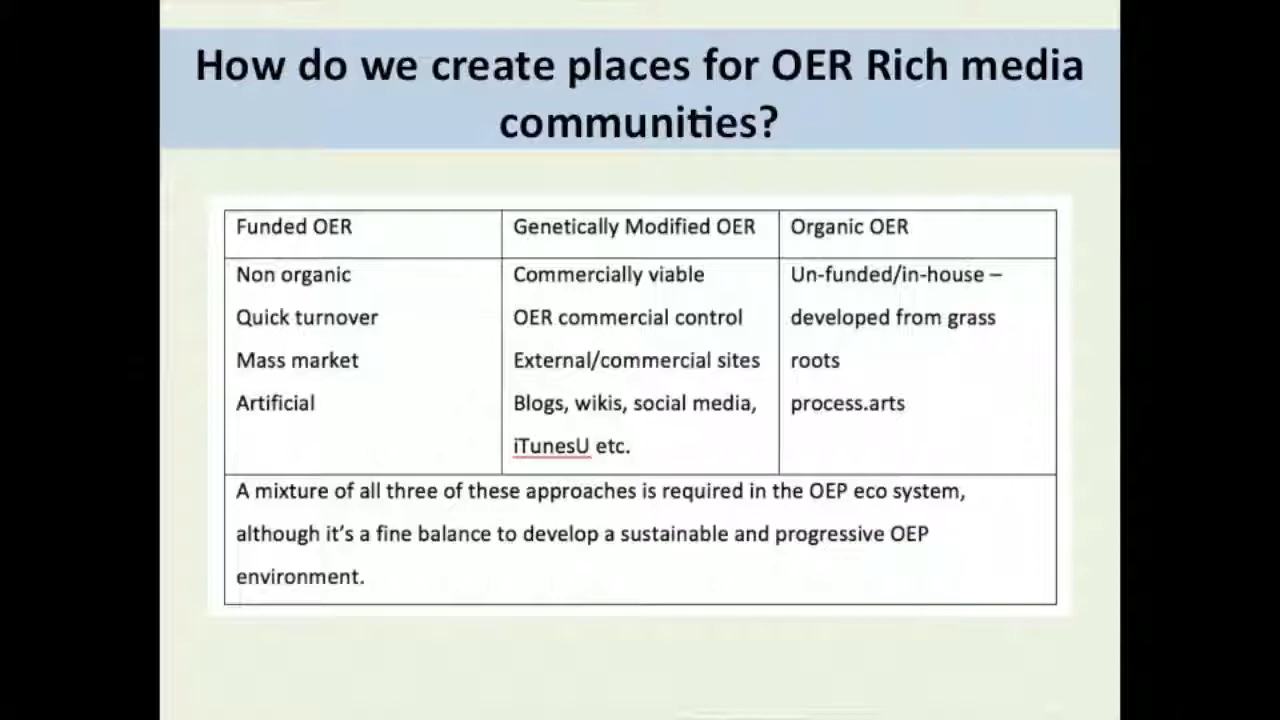 How do we create places for OER Rich media
communities?
Funded OER
Genetically Modified OER
Organic OER
Non organic
Quick turnover
Mass market
Artificial
Commercially viable
OER commercial control
External/commercial sites
Blogs, wikis, social media,
iTunesU etc.
Un-funded/in-house –
developed from grass
roots
process.arts
A mixture of all three of these approaches is required in the OEP eco system,
although it's a fine balance to develop a sustainable and progressive OEP
environment.